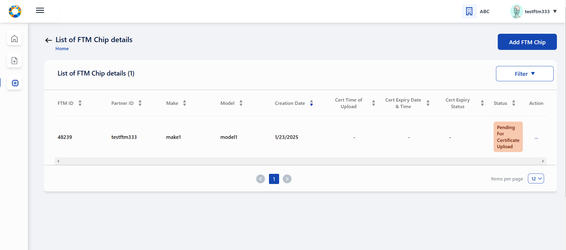 ABC
testftm333
List of FTM Chip details
Home
Add FTM Chip
List of FTM Chip details (1)
Filter
FTM ID Partner ID Make Model Creation Date Cert Time of Upload Cert Expiry Date & Time Cert Expiry Status Status Action
48239 testftm333 make1 model1 1/23/2025 - - - Pending For Certificate Upload ...
1
Items per page 12